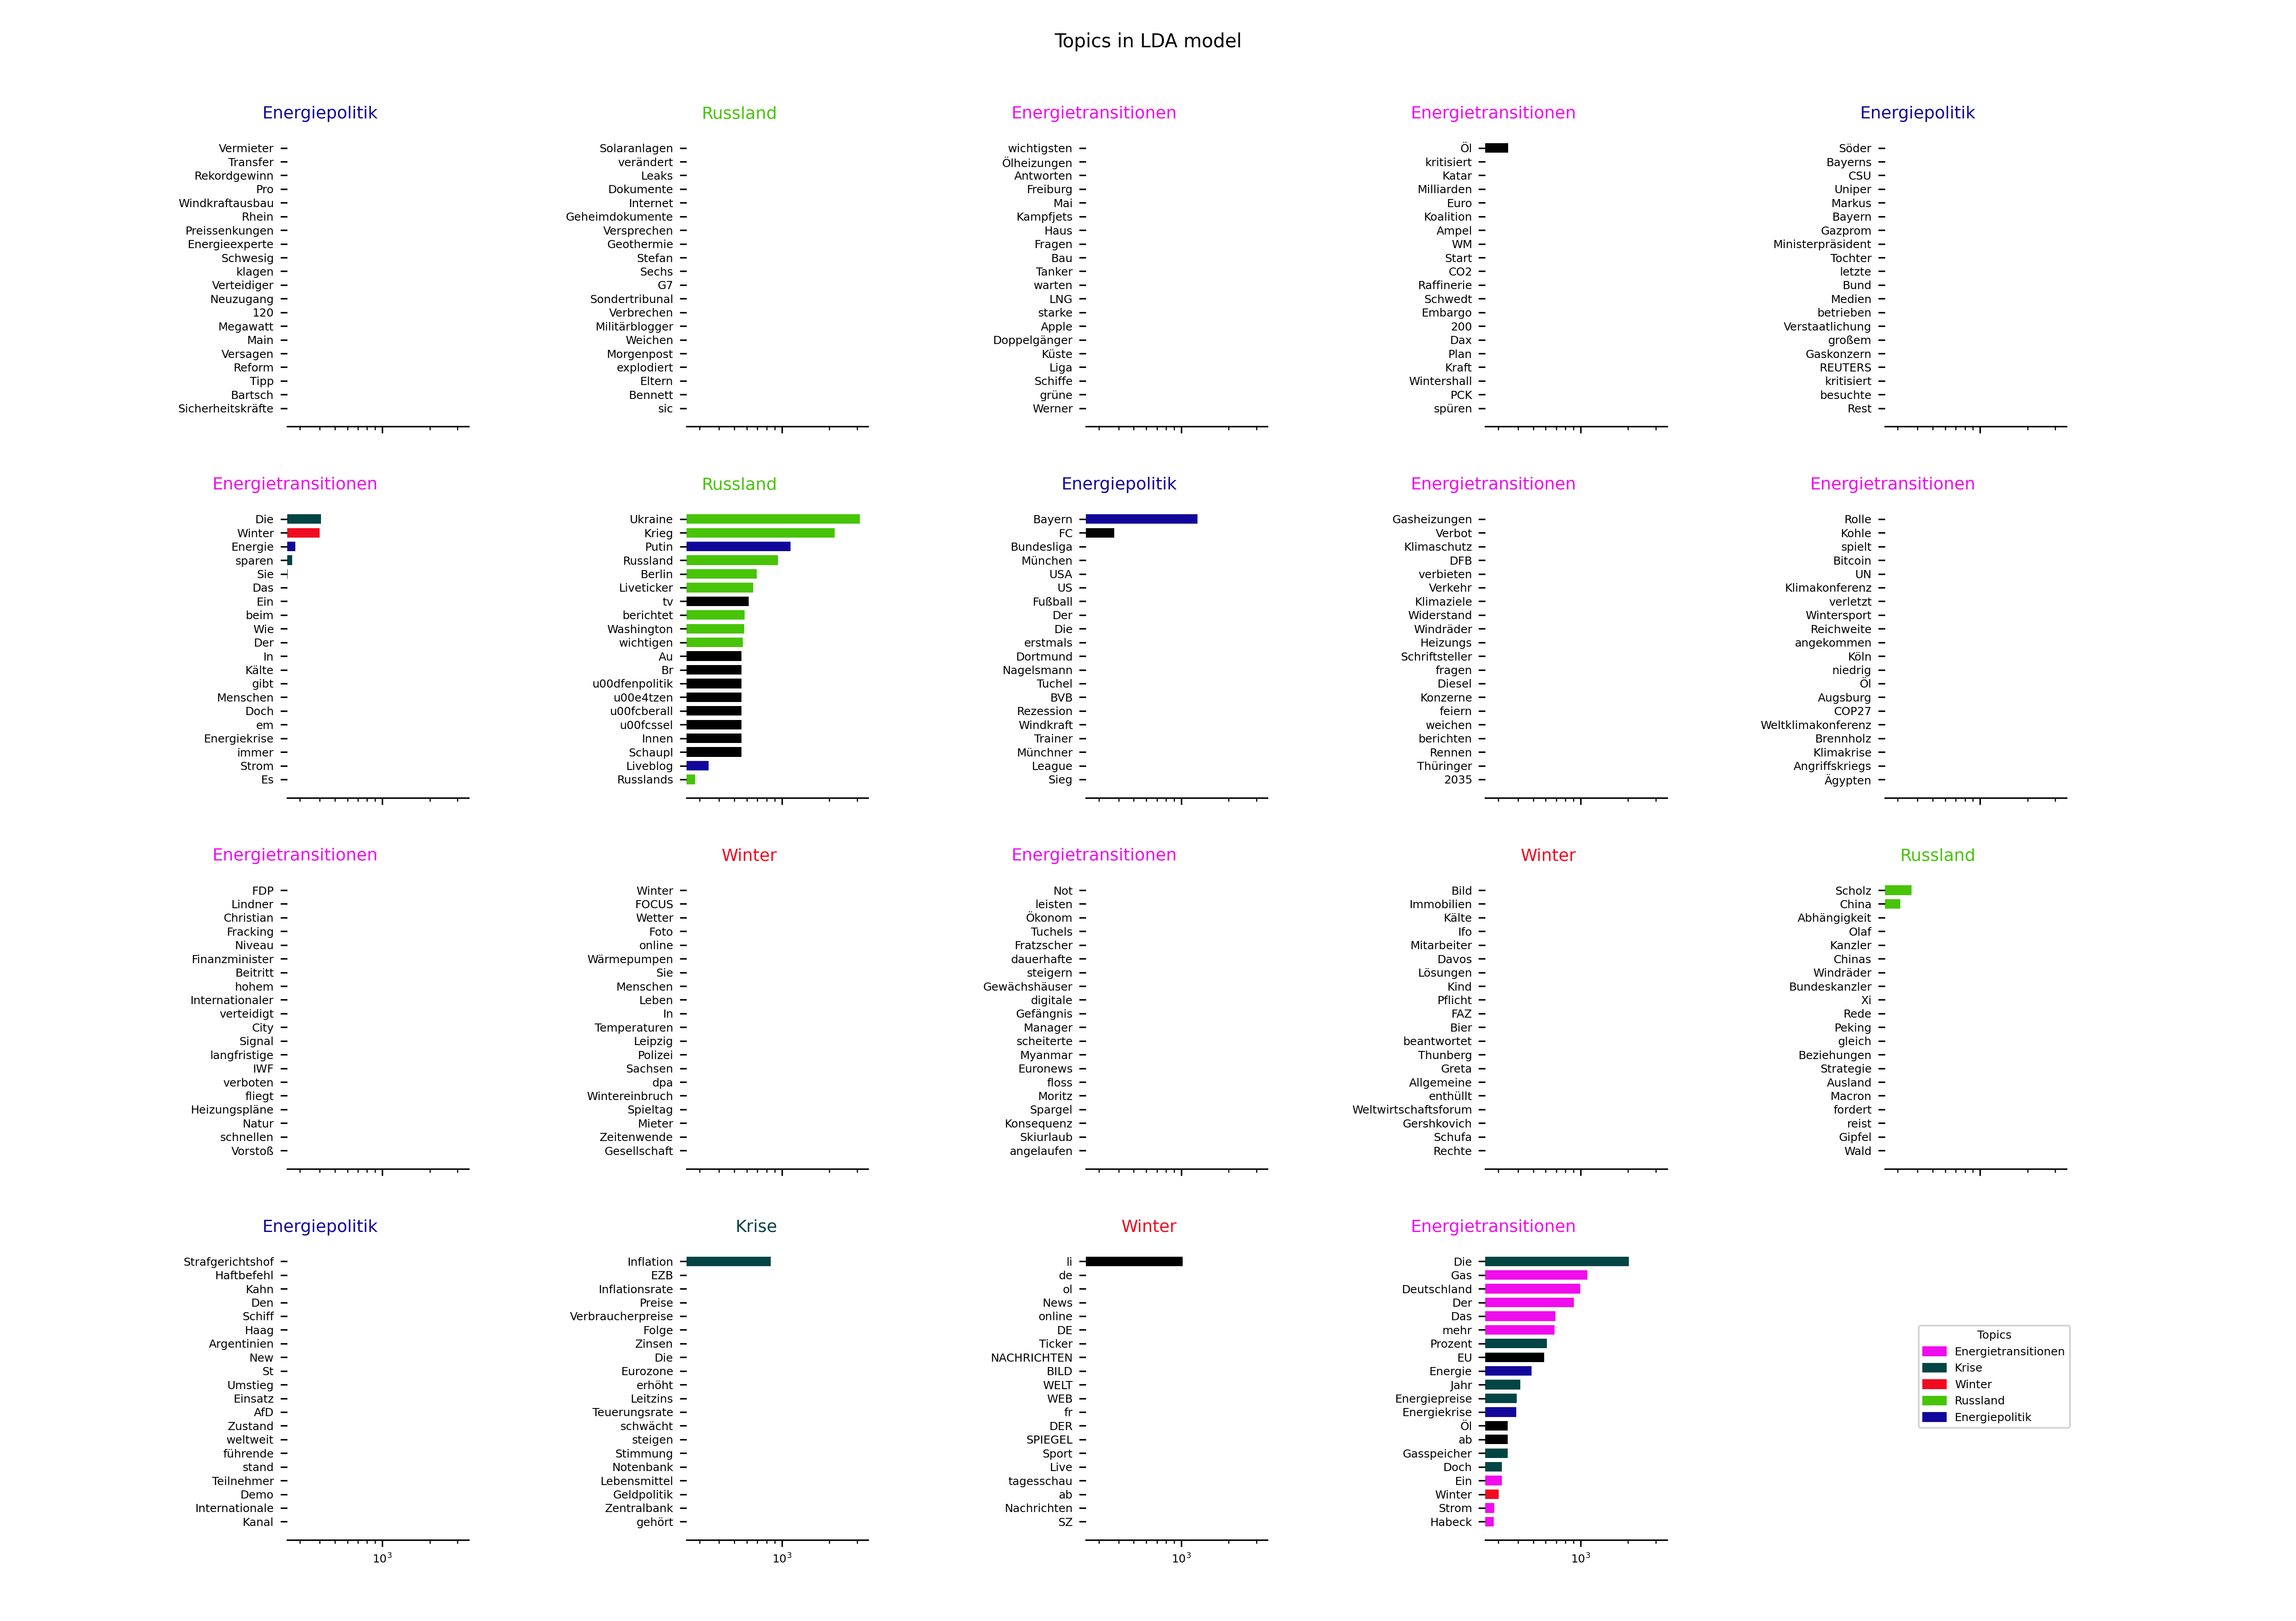 Topics in LDA model
Energiepolitik
Vermieter
Transfer
Rekordgewinn
Pro
Windkraftausbau
Rhein
Preissenkungen
Energieexperte
Schwesig
klagen
Verteidiger
Neuzugang
120
Megawatt
Main
Versagen
Reform
Tipp
Bartsch
Sicherheitskräfte
Russland
Solaranlagen
verändert
Leaks
Dokumente
Internet
Geheimdokumente
Versprechen
Geothermie
Stefan
Sechs
G7
Sondertribunal
Verbrechen
Militärblogger
Weichen
Morgenpost
explodiert
Eltern
Bennett
sic
Energietransitionen
wichtigsten
Ölheizungen
Antworten
Freiburg
Mai
Kampfjets
Haus
Fragen
Bau
Tanker
warten
LNG
starke
Apple
Doppelgänger
Küste
Liga
Schiffe
grüne
Werner
Energietransitionen
Öl
kritisiert
Katar
Milliarden
Euro
Koalition
Ampel
WM
Start
CO2
Raffinerie
Schwedt
Embargo
200
Dax
Plan
Kraft
Wintershall
PCK
spüren
Energiepolitik
Söder
Bayerns
CSU
Uniper
Markus
Bayern
Gazprom
Ministerpräsident
Tochter
letzte
Bund
Medien
betrieben
Verstaatlichung
großem
Gaskonzern
REUTERS
kritisiert
besuchte
Rest
Energietransitionen
Die
Winter
Energie
sparen
Sie
Das
Ein
beim
Wie
Der
In
Kälte
gibt
Menschen
Doch
em
Energiekrise
immer
Strom
Es
Russland
Ukraine
Krieg
Putin
Russland
Berlin
Liveticker
tv
berichtet
Washington
wichtigen
Au
Br
u00dfenpolitik
u00e4tzen
u00fcberall
u00fcssel
Innen
Schaupl
Liveblog
Russlands
Energiepolitik
Bayern
FC
Bundesliga
München
USA
US
Fußball
Der
Die
erstmals
Dortmund
Nagelsmann
Tuchel
BVB
Rezession
Windkraft
Trainer
Münchner
League
Sieg
Energietransitionen
Gasheizungen
Verbot
Klimaschutz
DFB
verbieten
Verkehr
Klimaziele
Widerstand
Windräder
Heizungs
Schriftsteller
fragen
Diesel
Konzerne
feiern
weichen
berichten
Rennen
Thüringer
2035
Energietransitionen
Rolle
Kohle
spielt
Bitcoin
UN
Klimakonferenz
verletzt
Wintersport
Reichweite
angekommen
Köln
niedrig
Öl
Augsburg
COP27
Weltklimakonferenz
Brennholz
Klimakrise
Angriffskriegs
Ägypten
Energietransitionen
FDP
Lindner
Christian
Fracking
Niveau
Finanzminister
Beitritt
hohem
Internationaler
verteidigt
City
Signal
langfristige
IWF
verboten
fliegt
Heizungspläne
Natur
schnellen
Vorstoß
Winter
Winter
FOCUS
Wetter
Foto
online
Wärmepumpen
Sie
Menschen
Leben
In
Temperaturen
Leipzig
Polizei
Sachsen
dpa
Wintereinbruch
Spieltag
Mieter
Zeitenwende
Gesellschaft
Energietransitionen
Not
leisten
Ökonom
Tuchels
Fratzscher
dauerhafte
steigern
Gewächshäuser
digitale
Gefängnis
Manager
scheiterte
Myanmar
Euronews
floss
Moritz
Spargel
Konsequenz
Skiurlaub
angelaufen
Winter
Bild
Immobilien
Kälte
Ifo
Mitarbeiter
Davos
Lösungen
Kind
Pflicht
FAZ
Bier
beantwortet
Thunberg
Greta
Allgemeine
enthüllt
Weltwirtschaftsforum
Gershkovich
Schufa
Rechte
Russland
Scholz
China
Abhängigkeit
Olaf
Kanzler
Chinas
Windräder
Bundeskanzler
Xi
Rede
Peking
gleich
Beziehungen
Strategie
Ausland
Macron
fordert
reist
Gipfel
Wald
Energiepolitik
Strafgerichtshof
Haftbefehl
Kahn
Den
Schiff
Haag
Argentinien
New
St
Umstieg
Einsatz
AfD
Zustand
weltweit
führende
stand
Teilnehmer
Demo
Internationale
Kanal
10³
Krise
Inflation
EZB
Inflationsrate
Preise
Verbraucherpreise
Folge
Zinsen
Die
Eurozone
erhöht
Leitzins
Teuerungsrate
schwächt
steigen
Stimmung
Notenbank
Lebensmittel
Geldpolitik
Zentralbank
gehört
10³
Winter
li
de
ol
News
online
DE
Ticker
NACHRICHTEN
BILD
WELT
WEB
fr
DER
SPIEGEL
Sport
Live
tagesschau
ab
Nachrichten
SZ
10³
Energietransitionen
Die
Gas
Deutschland
Der
Das
mehr
Prozent
EU
Energie
Jahr
Energiepreise
Energiekrise
Öl
ab
Gasspeicher
Doch
Ein
Winter
Strom
Habeck
10³
Topics
Energietransitionen
Krise
Winter
Russland
Energiepolitik